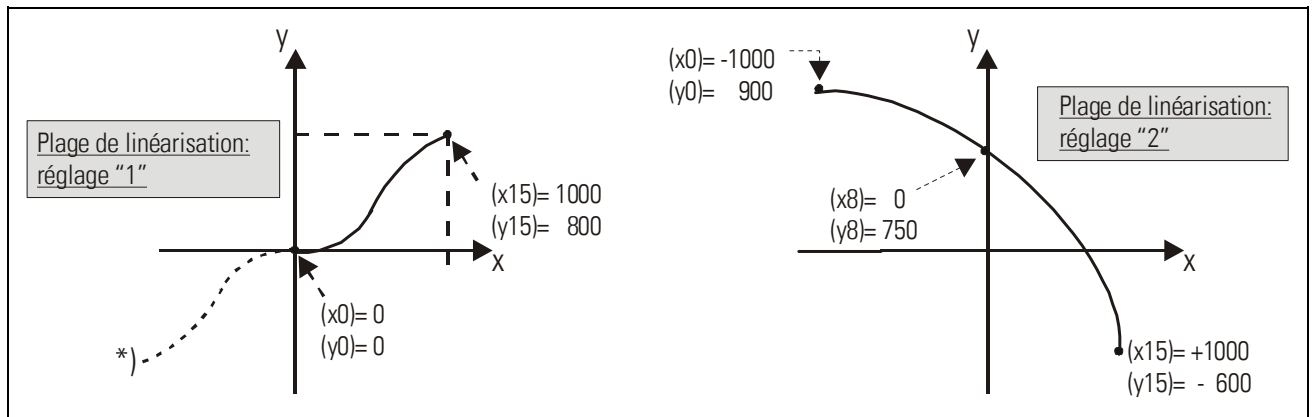 y
Plage de linéarisation:
réglage “1”
(x15)= 1000
(y15)= 800
x
(x0)= 0
(y0)= 0
*)
(x0)= -1000
(y0)= 900
y
Plage de linéarisation:
réglage “2”
(x8)= 0
(y8)= 750
x
(x15)= +1000
(y15)= - 600